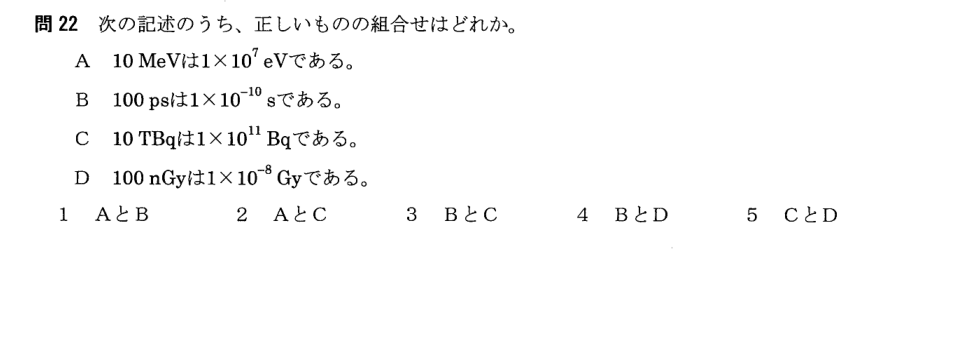 問 22 次の記述のうち、正しいものの組合せはどれか。
A 10 MeVは1×10⁷ eVである。
B 100 psは1×10⁻¹⁰ sである。
C 10 TBqは1×10¹¹ Bqである。
D 100 nGyは1×10⁻⁸ Gyである。
1 AとB 2 AとC 3 BとC 4 BとD 5 CとD